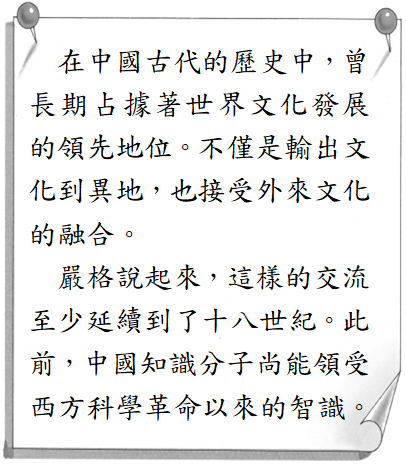 在中國古代的歷史中，曾
長期占據著世界文化發展
的領先地位。不僅是輸出文
化到異地，也接受外來文化
的融合。
嚴格說起來，這樣的交流
至少延續到了十八世紀。此
前，中國知識分子尚能領受
西方科學革命以來的智識。